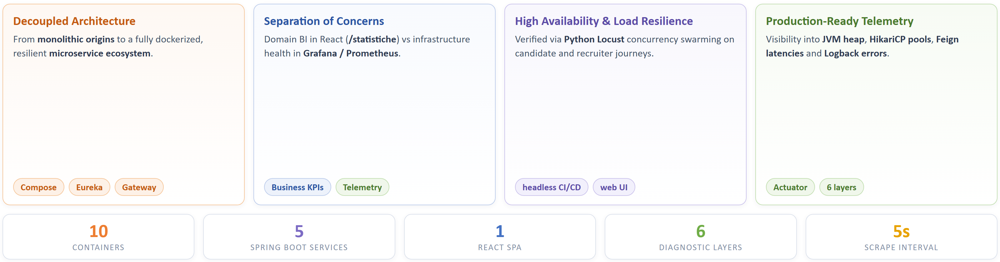 Decoupled Architecture
From monolithic origins to a fully dockerized,
resilient microservice ecosystem.
Compose
Eureka
Gateway
Separation of Concerns
Domain BI in React (/statistiche) vs infrastructure
health in Grafana / Prometheus.
Business KPIs
Telemetry
High Availability & Load Resilience
Verified via Python Locust concurrency swarming on
candidate and recruiter journeys.
headless CI/CD
web UI
Production-Ready Telemetry
Visibility into JVM heap, HikariCP pools, Feign
latencies and Logback errors.
Actuator
6 layers
10
CONTAINERS
5
SPRING BOOT SERVICES
1
REACT SPA
6
DIAGNOSTIC LAYERS
5s
SCRAPE INTERVAL